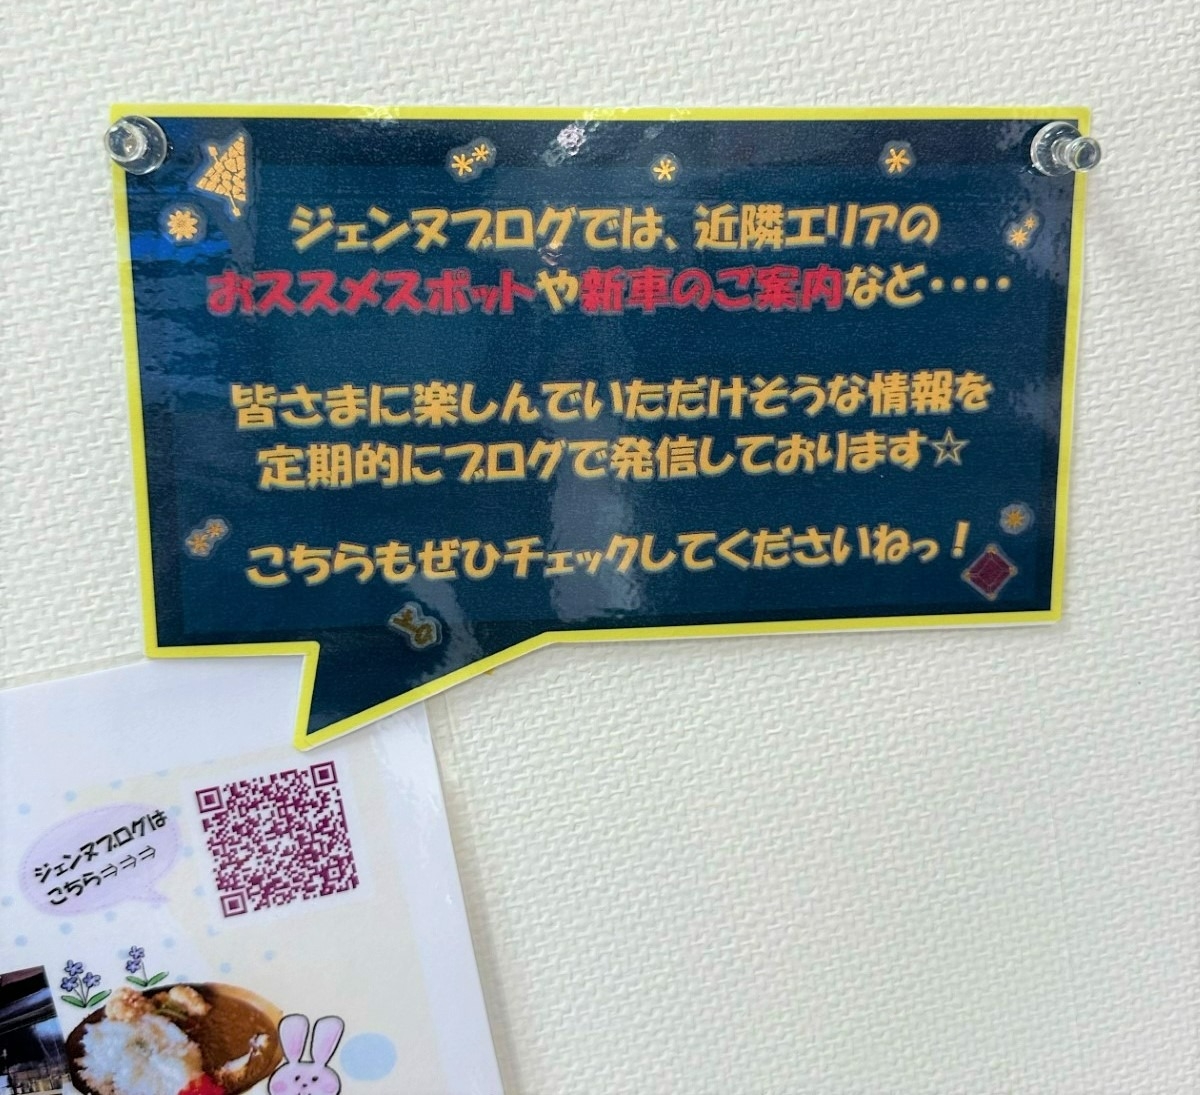 ジェンヌブログでは、近隣エリアの
おススメスポットや新車のご案内など‥‥
皆さまに楽しんでいただけそうな情報を
定期的にブログで発信しております☆
こちらもぜひチェックしてくださいねっ！
ジェンヌブログは
こちら⇒⇒⇒